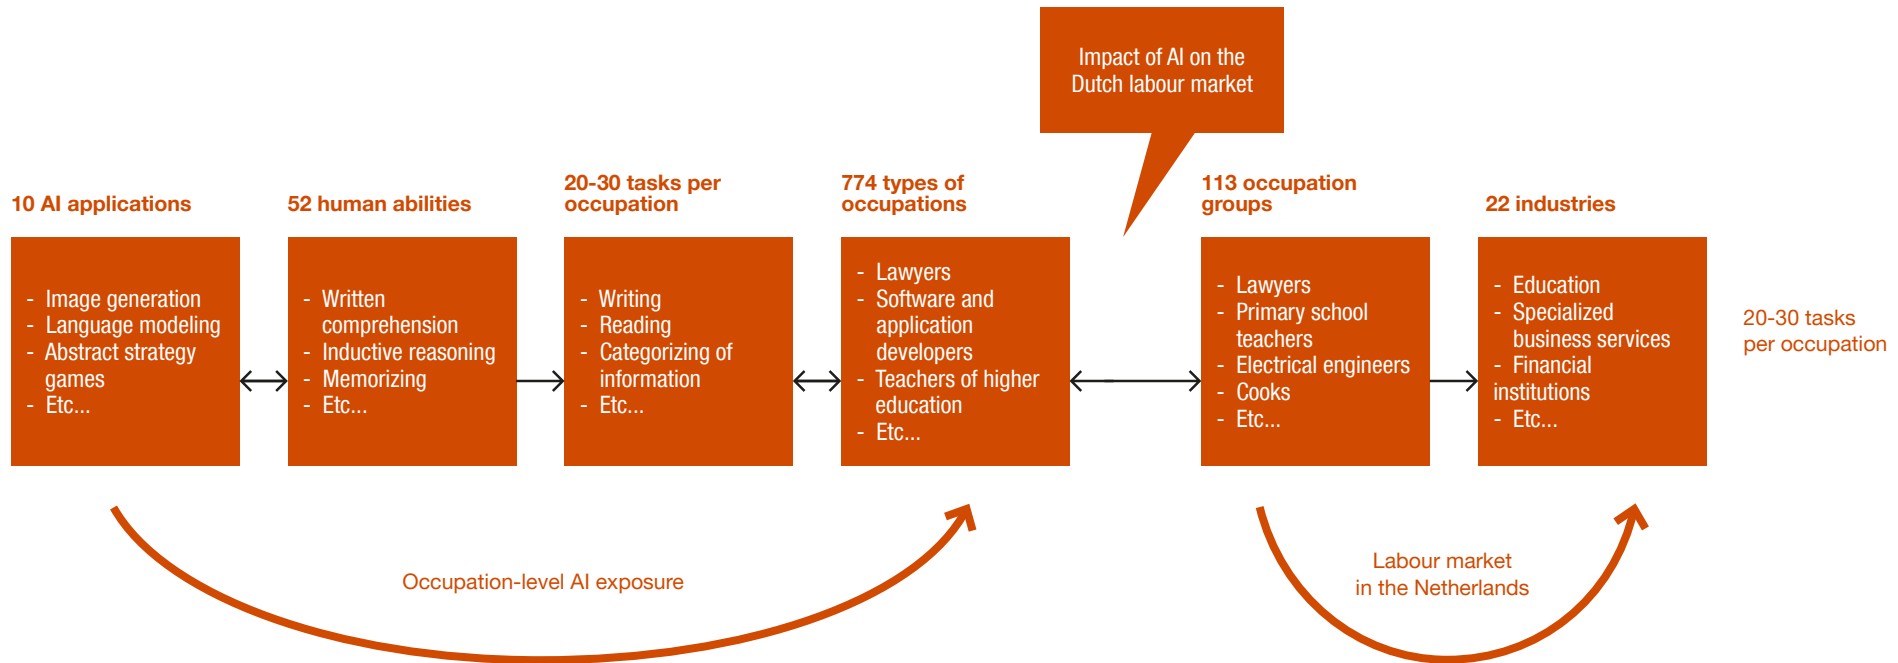 Impact of AI on the
Dutch labour market
10 AI applications
- Image generation
- Language modeling
- Abstract strategy
games
- Etc...
52 human abilities
- Written
comprehension
- Inductive reasoning
- Memorizing
- Etc...
20-30 tasks per
occupation
- Writing
- Reading
- Categorizing of
information
- Etc...
774 types of
occupations
- Lawyers
- Software and
application
developers
- Teachers of higher
education
- Etc...
113 occupation
groups
- Lawyers
- Primary school
teachers
- Electrical engineers
- Cooks
- Etc...
22 industries
- Education
- Specialized
business services
- Financial
institutions
- Etc...
20-30 tasks
per occupation
Occupation-level AI exposure
Labour market
in the Netherlands